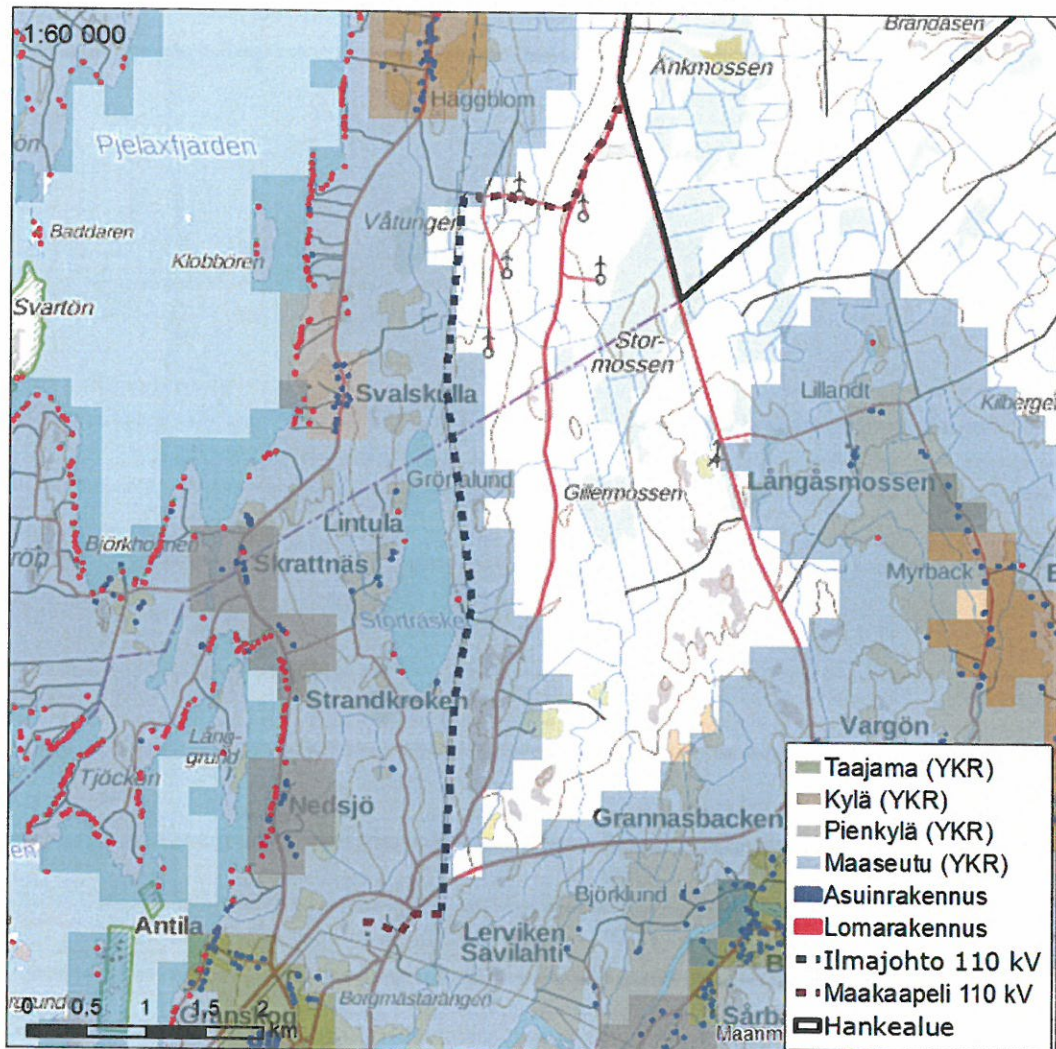 1:60 000
Brändåsen
Änkmossen
Häggblom
Pjelaxfjärden
Våtungen
Baddaren
Klobbören
Svartön
Stor-
mossen
Svalskulla
Lillandt
Kilberget
Grönalund
Gillermossen
Långåsmossen
Lintula
Björkholmen
Skrattnäs
Myrback
Storträsket
Strandkroken
Vargön
Lång-
grund
Tjöckan
Nedsjö
Grannasbacken
Björklund
Antila
Lerviken
Savilahti
Borgmästarängen
Granskog
0 0,5 1 1,5 2
km
Taajama (YKR)
Kylä (YKR)
Pienkylä (YKR)
Maaseutu (YKR)
Asuinrakennus
Lomarakennus
Ilmajohto 110 kV
Maakaapeli 110 kV
Hankealue